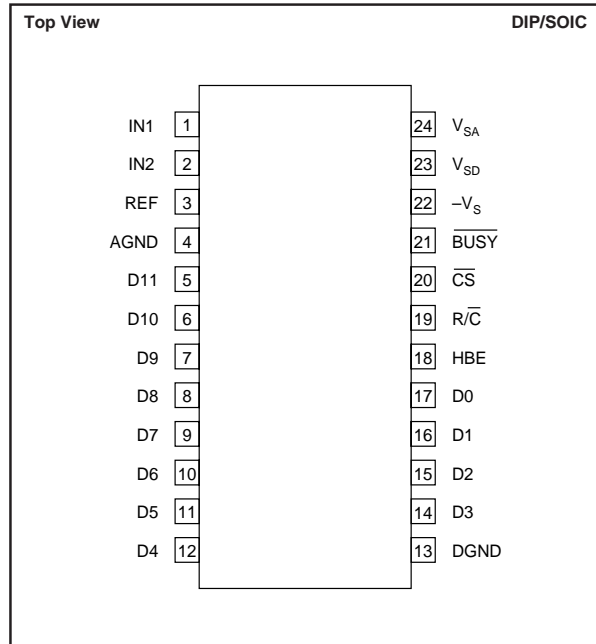 Top View DIP/SOIC
IN1 1 24 V_SA
IN2 2 23 V_SD
REF 3 22 –V_S
AGND 4 21 B̅U̅S̅Y̅
D11 5 20 C̅S̅
D10 6 19 R/C̅
D9 7 18 HBE
D8 8 17 D0
D7 9 16 D1
D6 10 15 D2
D5 11 14 D3
D4 12 13 DGND